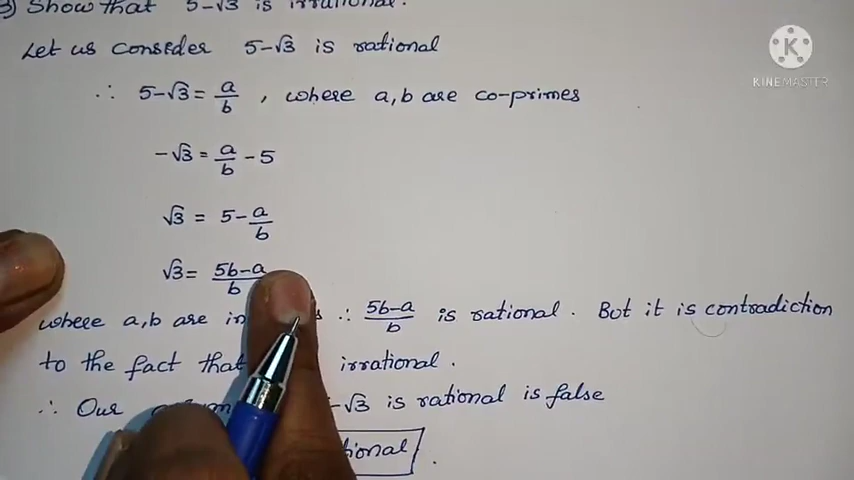 3) Show that 5-√3 is irrational.
Let us consider 5-√3 is rational
∴ 5-√3 = a/b , where a,b are co-primes
-√3 = a/b - 5
√3 = 5 - a/b
√3 = 5b-a/b
where a,b are ∴ 5b-a/b is rational. But it is contradiction
to the fact that irrational.
∴ Our -√3 is rational is false
K
KINEMASTER